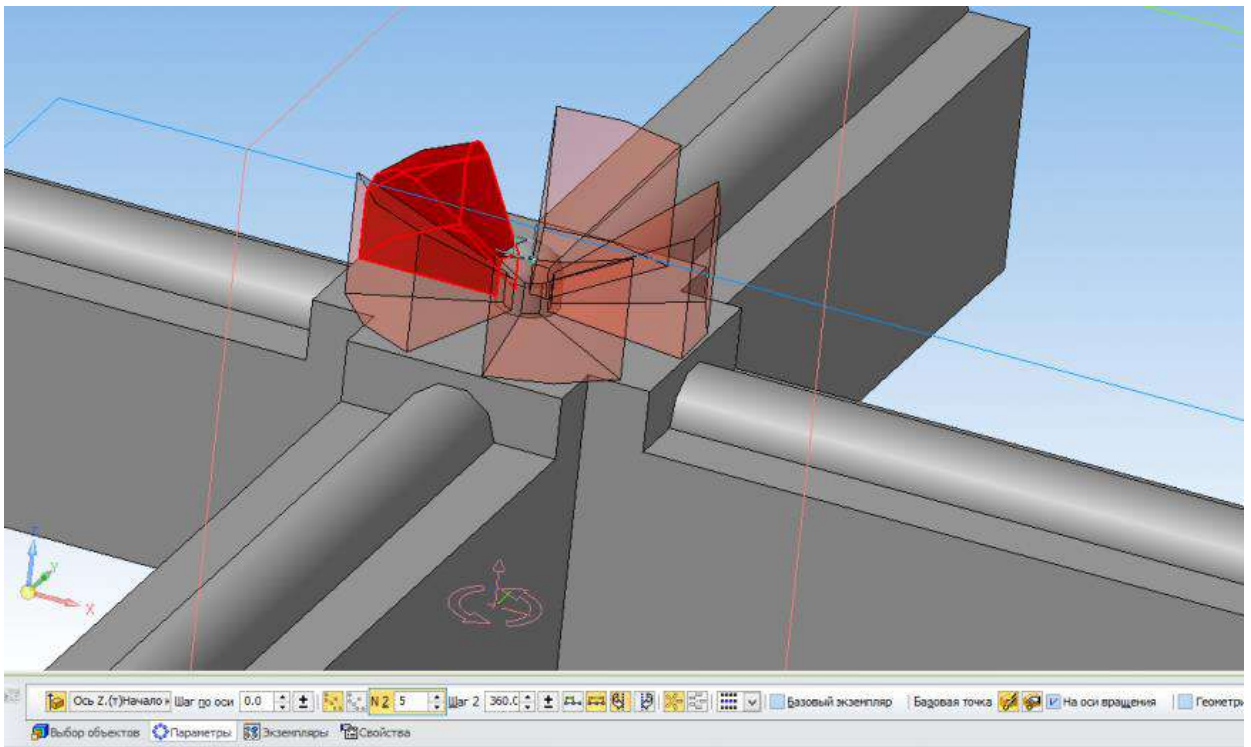 Z
Y
X
Ось Z.(т)Начало к Шаг по оси 0.0 N 2 5 Шаг 2 360.0 Базовый экземпляр Базовая точка На оси вращения Геометри
Выбор объектов Параметры Экземпляры Свойства